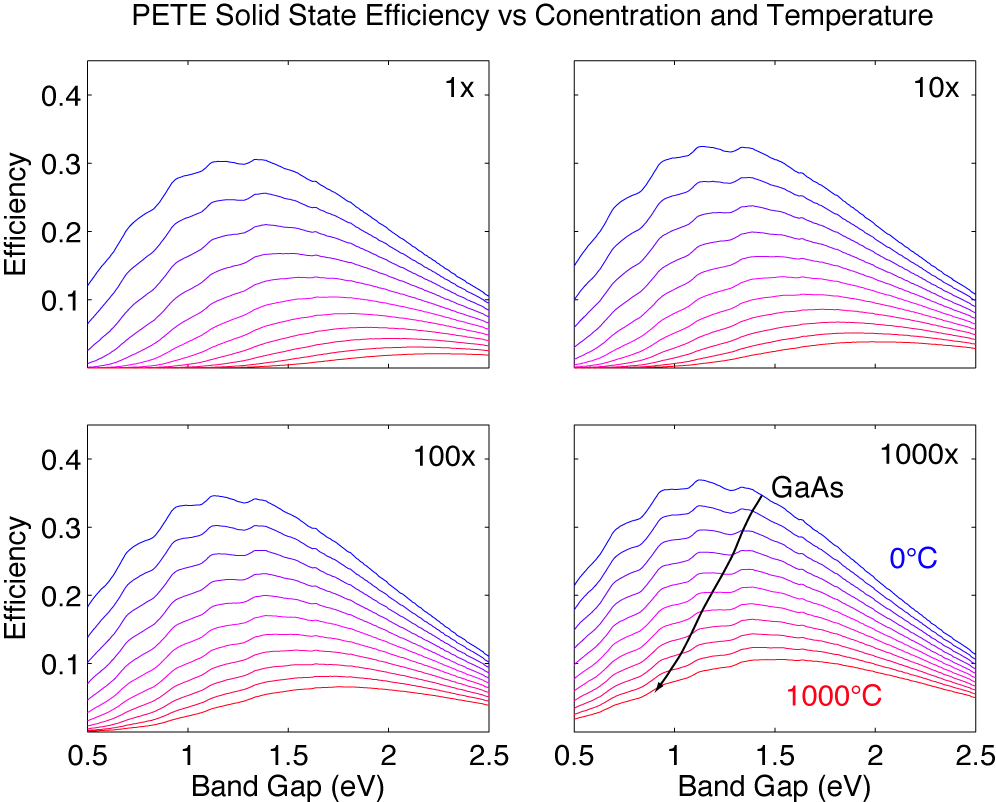 PETE Solid State Efficiency vs Conentration and Temperature
1x
10x
0.4
0.3
0.2
0.1
Efficiency
100x
1000x
GaAs
0°C
1000°C
0.4
0.3
0.2
0.1
Efficiency
0.5 1 1.5 2 2.5
0.5 1 1.5 2 2.5
Band Gap (eV)
Band Gap (eV)